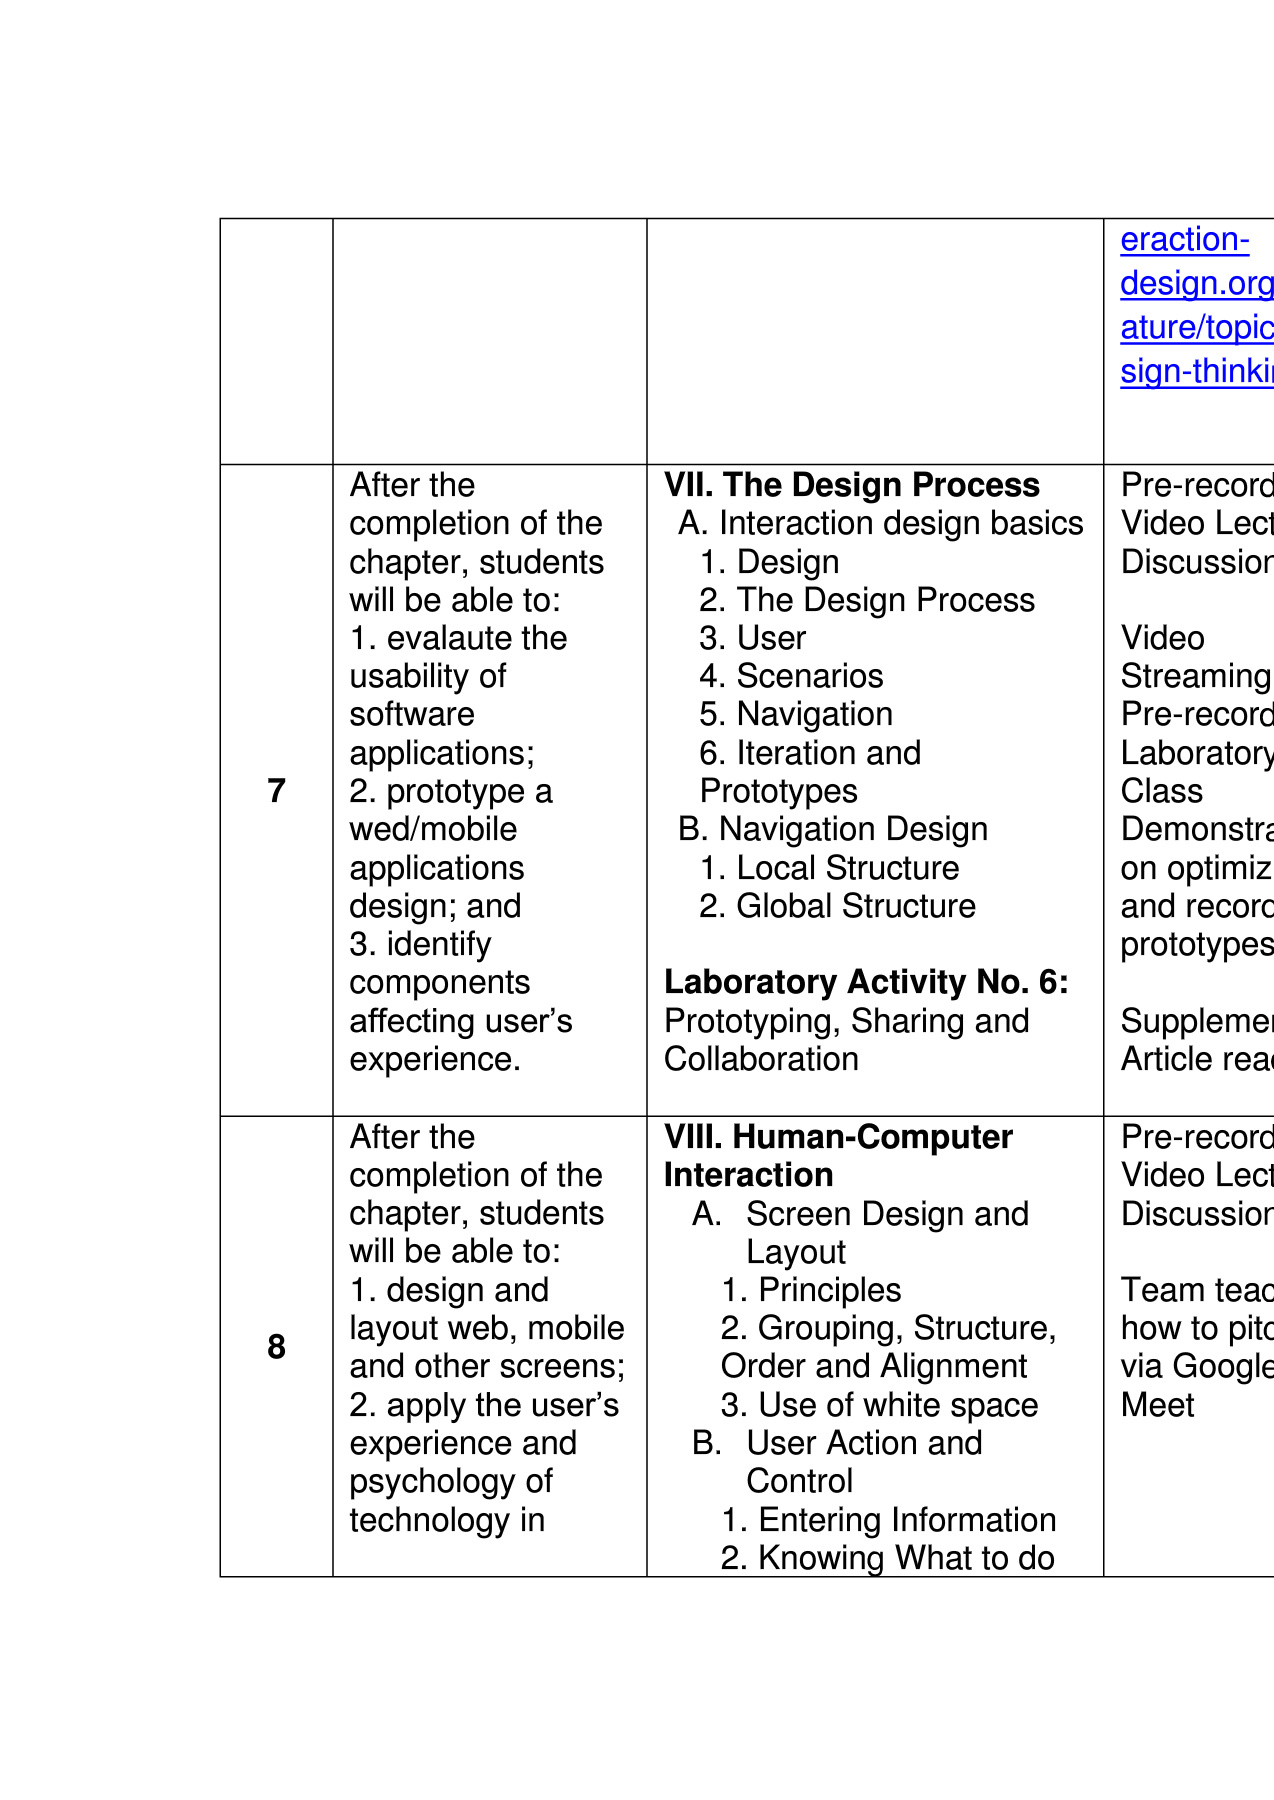 eraction-
design.org
ature/topic
sign-thinki
7
After the
completion of the
chapter, students
will be able to:
1. evalaute the
usability of
software
applications;
2. prototype a
wed/mobile
applications
design; and
3. identify
components
affecting user’s
experience.
VII. The Design Process
A. Interaction design basics
1. Design
2. The Design Process
3. User
4. Scenarios
5. Navigation
6. Iteration and
Prototypes
B. Navigation Design
1. Local Structure
2. Global Structure
Laboratory Activity No. 6:
Prototyping, Sharing and
Collaboration
Pre-record
Video Lect
Discussion
Video
Streaming
Pre-record
Laboratory
Class
Demonstra
on optimiz
and record
prototypes
Supplemen
Article read
8
After the
completion of the
chapter, students
will be able to:
1. design and
layout web, mobile
and other screens;
2. apply the user’s
experience and
psychology of
technology in
VIII. Human-Computer
Interaction
A. Screen Design and
Layout
1. Principles
2. Grouping, Structure,
Order and Alignment
3. Use of white space
B. User Action and
Control
1. Entering Information
2. Knowing What to do
Pre-record
Video Lect
Discussion
Team teac
how to pitc
via Google
Meet